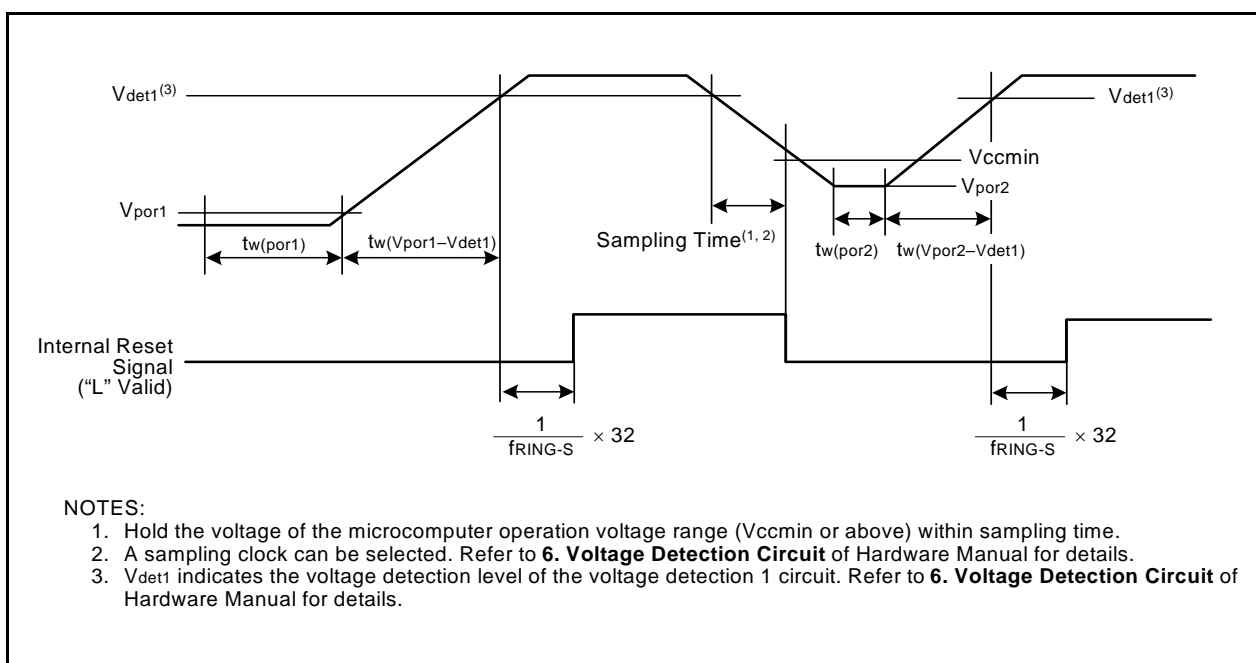 Vdet1(3)
Vdet1(3)
Vccmin
Vpor2
Vpor1
tw(por1)
tw(Vpor1–Vdet1)
Sampling Time(1, 2)
tw(por2)
tw(Vpor2–Vdet1)
Internal Reset
Signal
(“L” Valid)
1
fRING-S
× 32
1
fRING-S
× 32
NOTES:
1. Hold the voltage of the microcomputer operation voltage range (Vccmin or above) within sampling time.
2. A sampling clock can be selected. Refer to 6. Voltage Detection Circuit of Hardware Manual for details.
3. Vdet1 indicates the voltage detection level of the voltage detection 1 circuit. Refer to 6. Voltage Detection Circuit of
Hardware Manual for details.